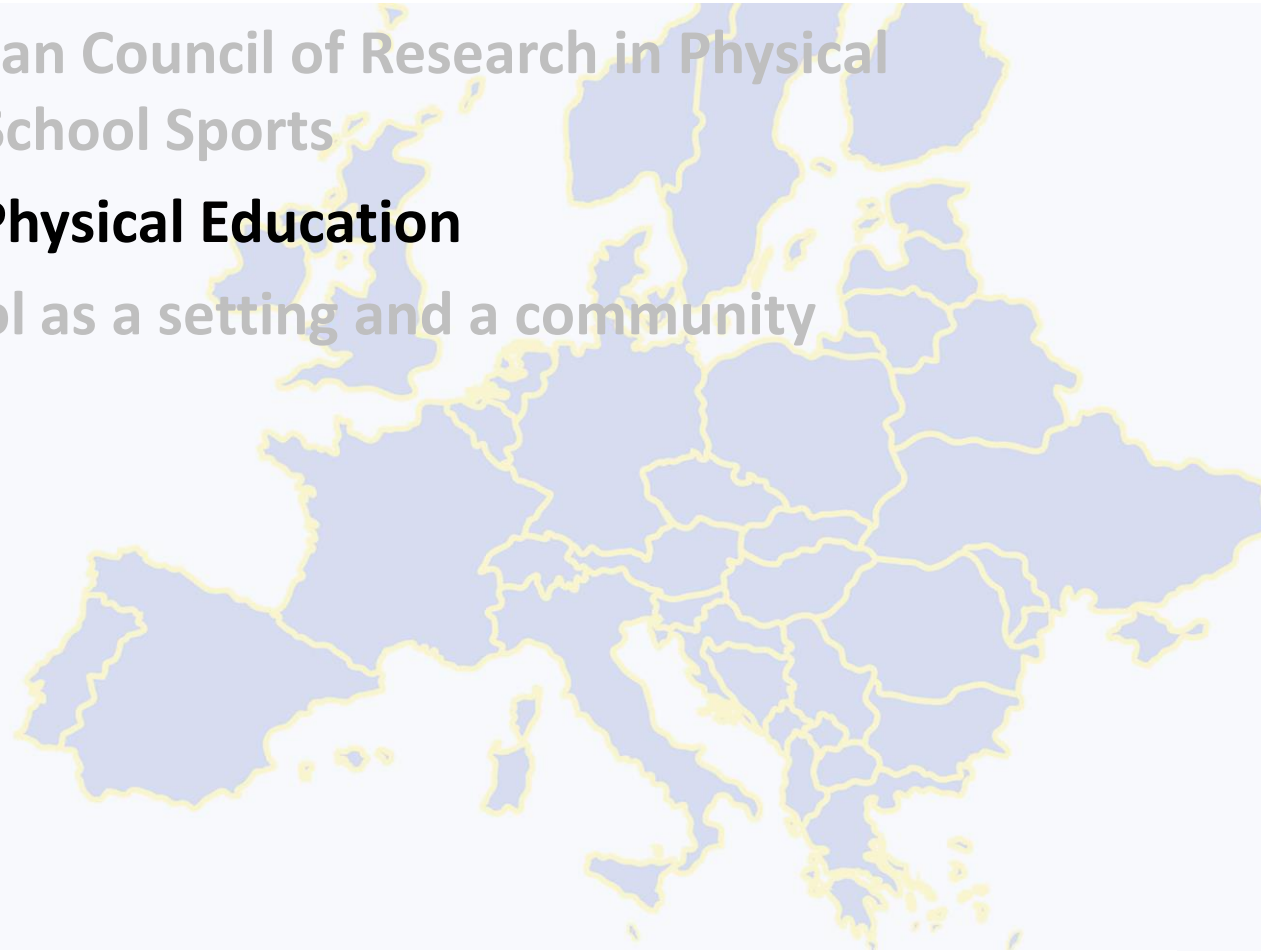 an Council of Research in Physical
School Sports
Physical Education
ol as a setting and a community